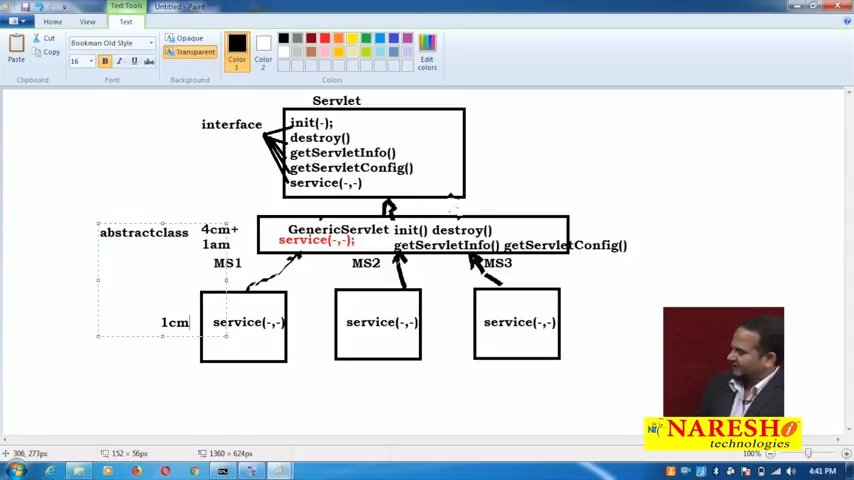 Text Tools
Untitled - Paint
Home
View
Text
Paste
Cut
Copy
Clipboard
Bookman Old Style
16
B
I
U
abc
Font
Opaque
Transparent
Background
Color
1
Color
2
Colors
Edit
colors
Servlet
interface
init(-);
destroy()
getServletInfo()
getServletConfig()
service(-,-)
abstractclass
4cm+
1am
GenericServlet init() destroy()
service(-,-);
getServletInfo() getServletConfig()
MS1
MS2
MS3
1cm
service(-,-)
service(-,-)
service(-,-)
NARESH i
technologies
306, 273px
152 × 56px
1360 × 624px
100%
4:41 PM